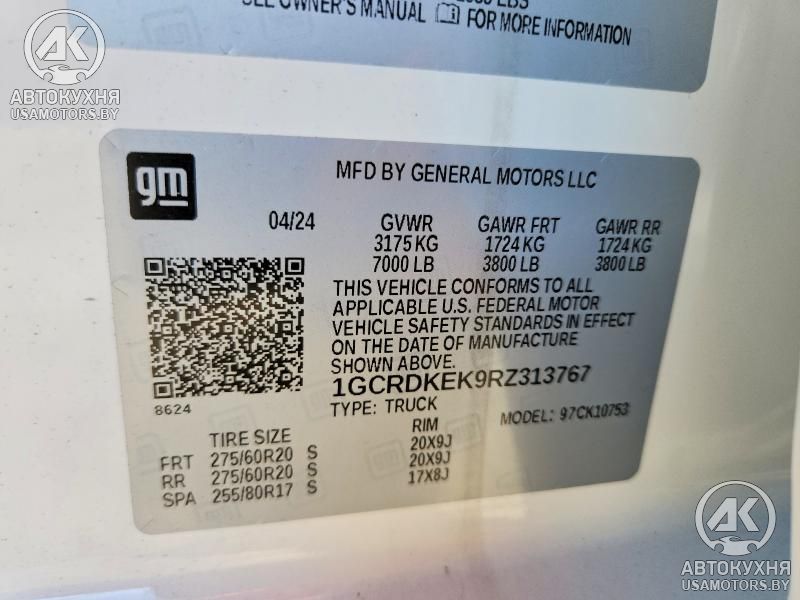 SEE OWNER'S MANUAL FOR MORE INFORMATION
AK
АВТОКУХНЯ
USAMOTORS.BY
gm
MFD BY GENERAL MOTORS LLC
04/24 GVWR GAWR FRT GAWR RR
3175 KG 1724 KG 1724 KG
7000 LB 3800 LB 3800 LB
THIS VEHICLE CONFORMS TO ALL
APPLICABLE U.S. FEDERAL MOTOR
VEHICLE SAFETY STANDARDS IN EFFECT
ON THE DATE OF MANUFACTURE
SHOWN ABOVE.
1GCRDKEK9RZ313767
8624
TYPE: TRUCK MODEL: 97CK10753
TIRE SIZE RIM
FRT 275/60R20 S 20X9J
RR 275/60R20 S 20X9J
SPA 255/80R17 S 17X8J
AK
АВТОКУХНЯ
USAMOTORS.BY